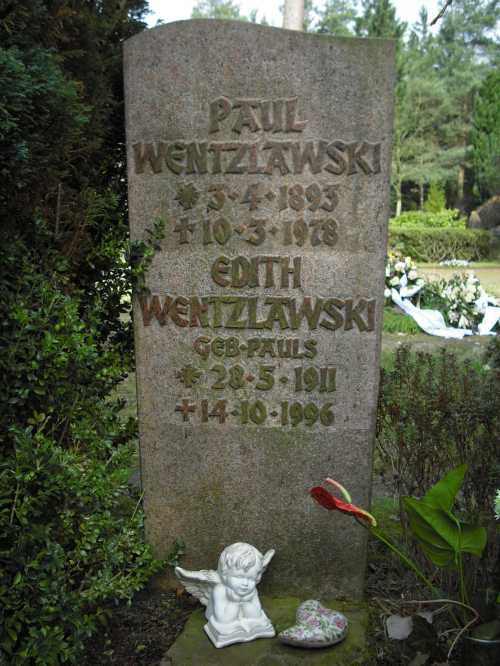 PAUL
WENTZLAWSKI
* 3·4·1893
† 10·3·1978
EDITH
WENTZLAWSKI
GEB·PAULS
* 28·5·1911
† 14·10·1996